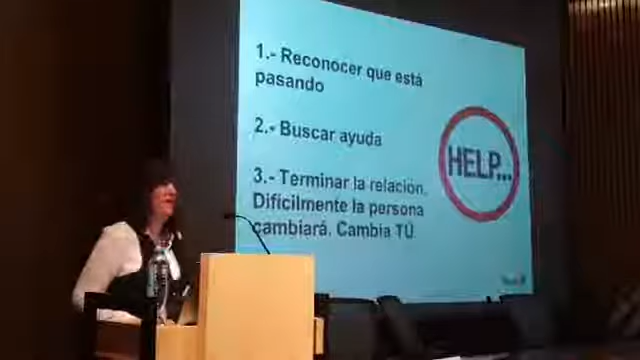 1.- Reconocer que está
pasando
2.- Buscar ayuda
3.- Terminar la relación.
Difícilmente la persona
cambiará. Cambia TÚ
HELP...